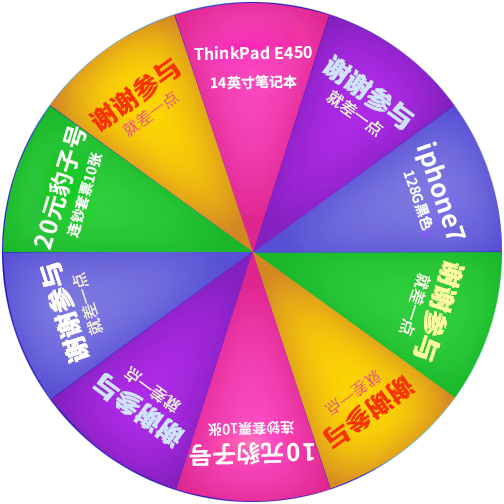 ThinkPad E450
14英寸笔记本
谢谢参与
就差一点
iphone7
128G黑色
谢谢参与
就差一点
谢谢参与
就差一点
10元豹子号
连钞套票10张
谢谢参与
就差一点
谢谢参与
就差一点
20元豹子号
连钞套票10张
谢谢参与
就差一点